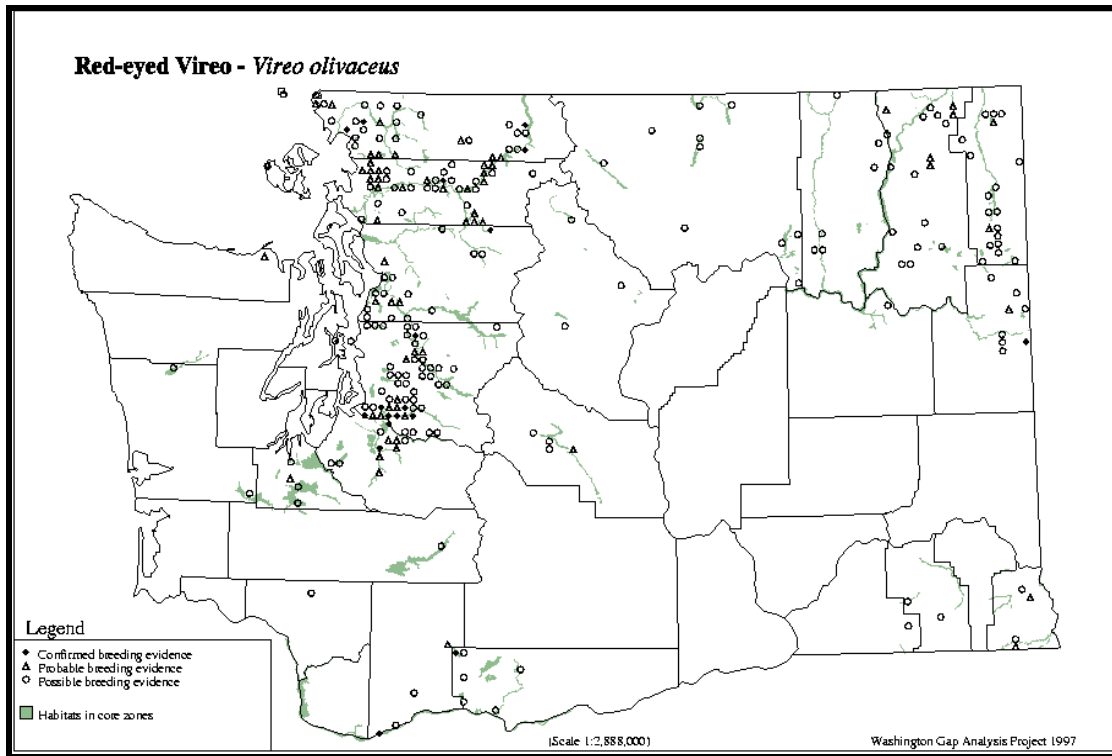 Red-eyed Vireo - Vireo olivaceus
Legend
Confirmed breeding evidence
Probable breeding evidence
Possible breeding evidence
Habitats in core zones
(Scale 1:2,888,000)
Washington Gap Analysis Project 1997